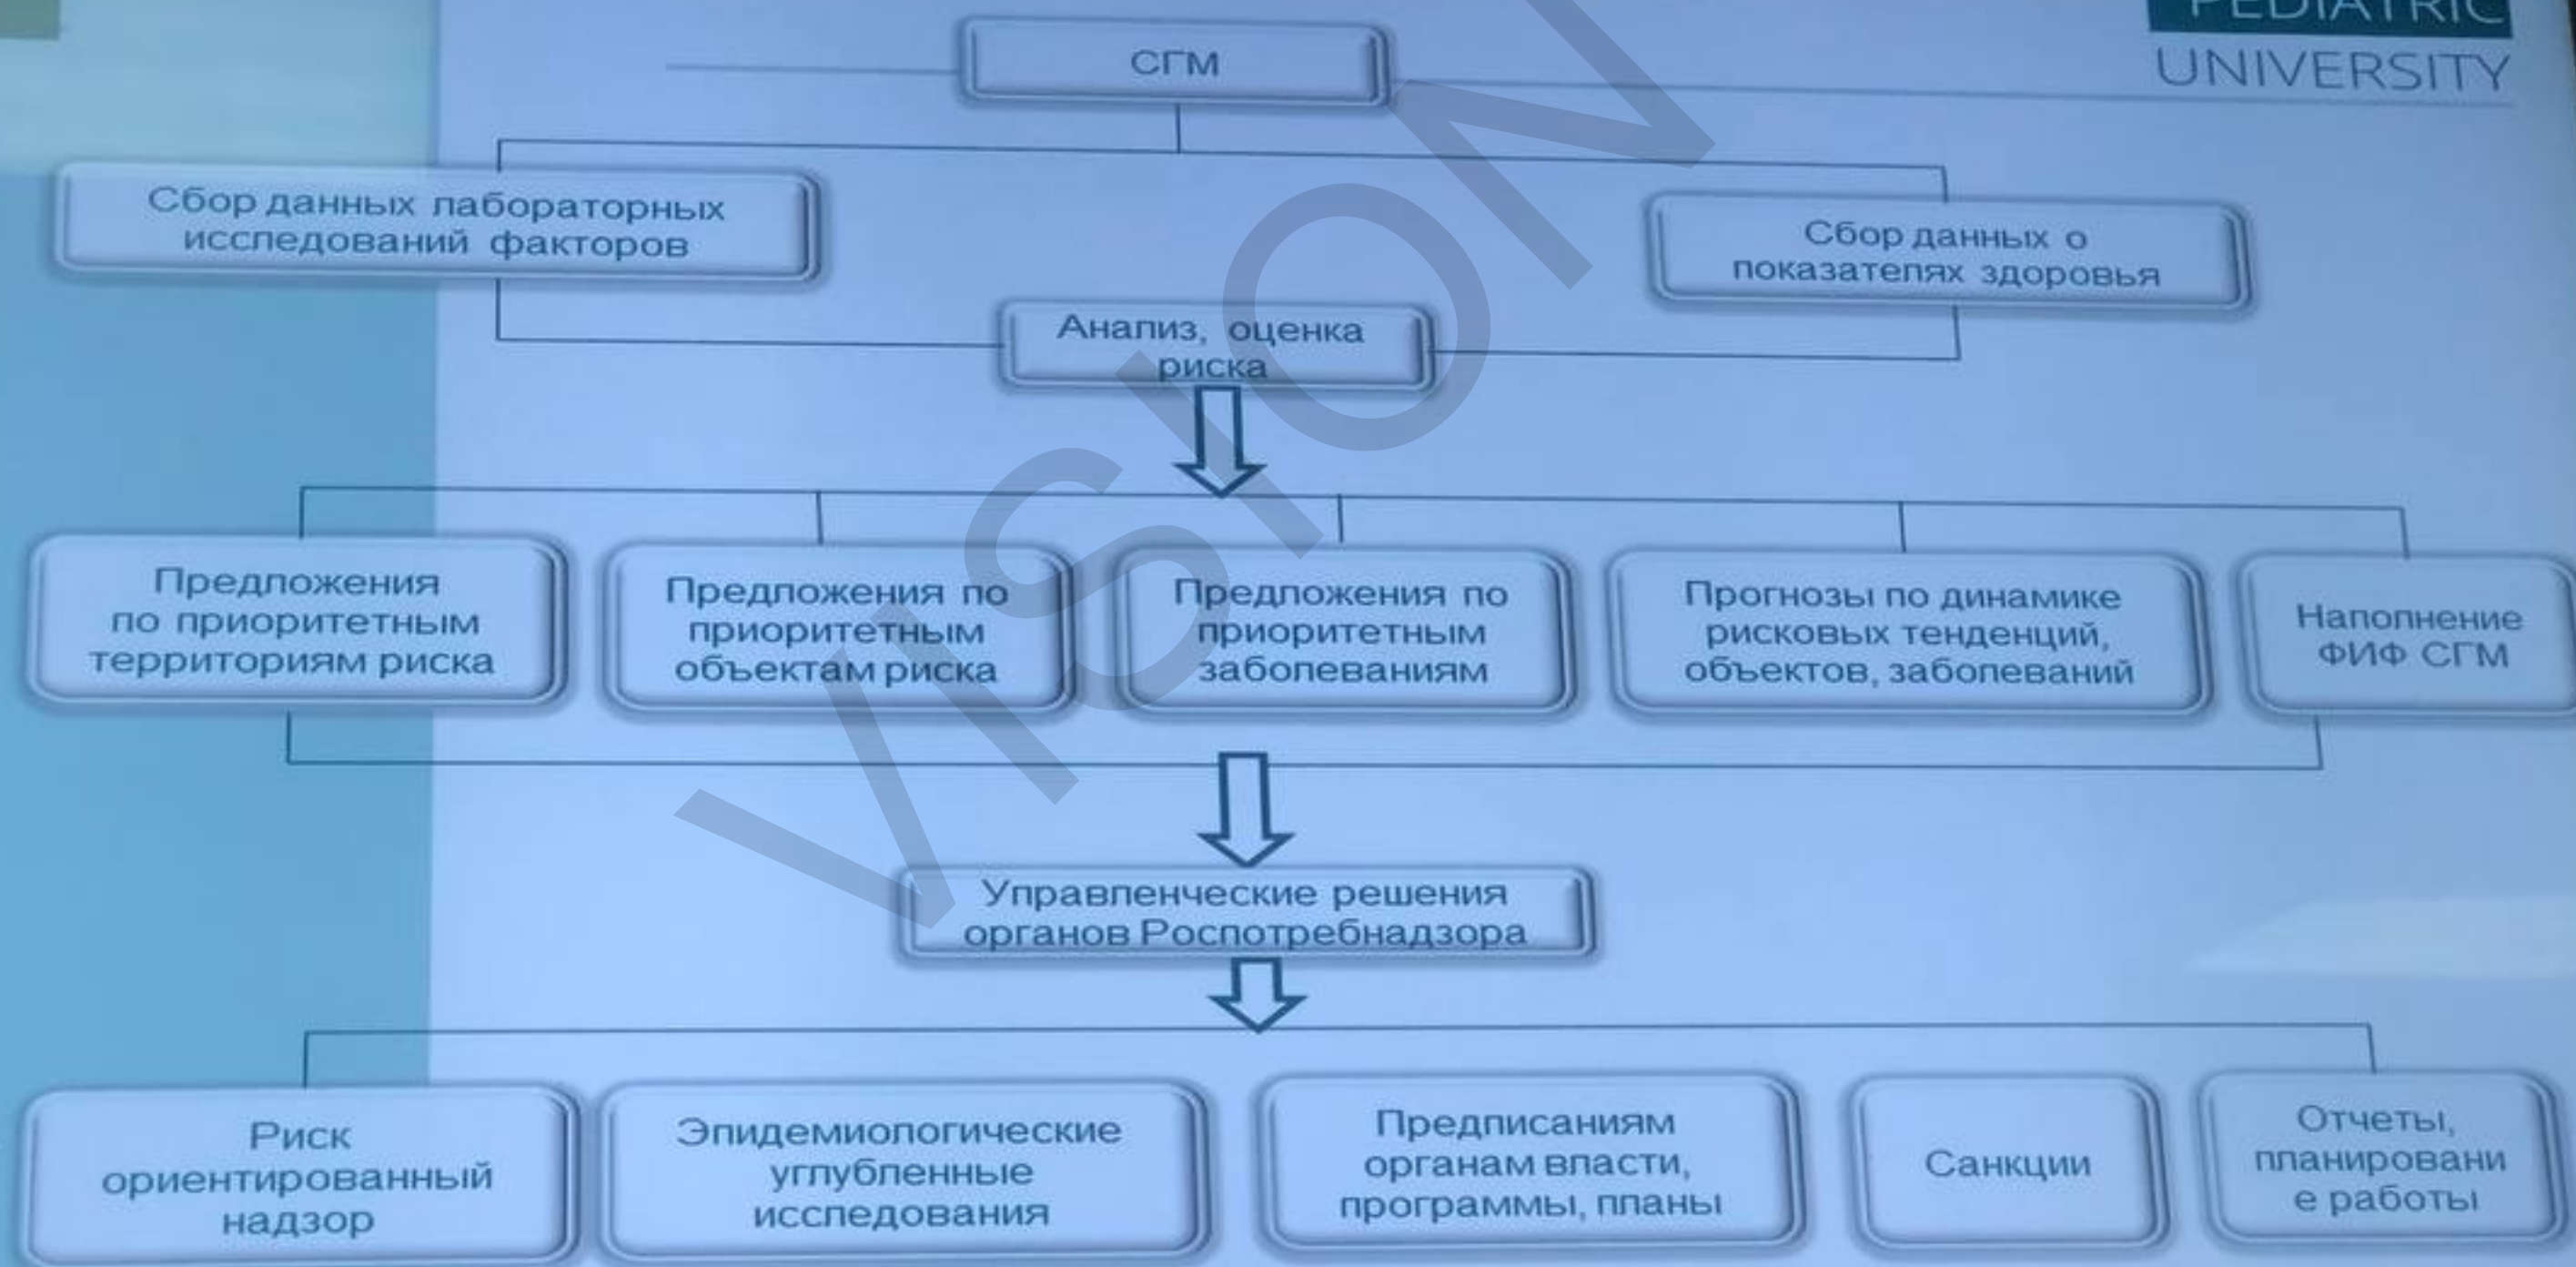 PEDIATRIC
UNIVERSITY
СГМ
Сбор данных лабораторных
исследований факторов
Сбор данных о
показателях здоровья
Анализ, оценка
риска
Предложения
по приоритетным
территориям риска
Предложения по
приоритетным
объектам риска
Предложения по
приоритетным
заболеваниям
Прогнозы по динамике
рисковых тенденций,
объектов, заболеваний
Наполнение
ФИФ СГМ
Управленческие решения
органов Роспотребнадзора
Риск
ориентированный
надзор
Эпидемиологические
углубленные
исследования
Предписаниям
органам власти,
программы, планы
Санкции
Отчеты,
планировани
е работы
VISION